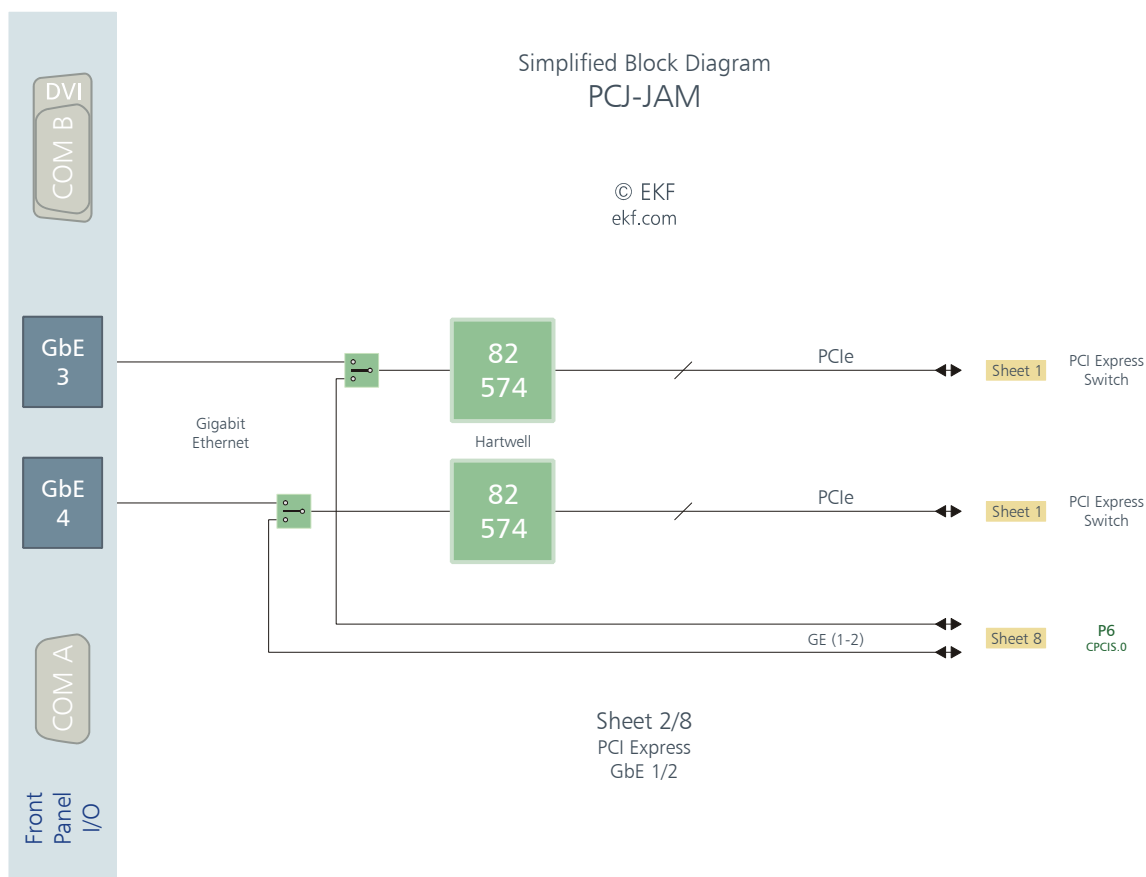 Simplified Block Diagram
PCJ-JAM
© EKF
ekf.com
DVI
COM B
GbE
3
82
574
PCIe
Sheet 1
PCI Express
Switch
Gigabit
Ethernet
Hartwell
GbE
4
82
574
PCIe
Sheet 1
PCI Express
Switch
GE (1-2)
Sheet 8
P6
CPCIS.0
COM A
Sheet 2/8
PCI Express
GbE 1/2
Front
Panel
I/O